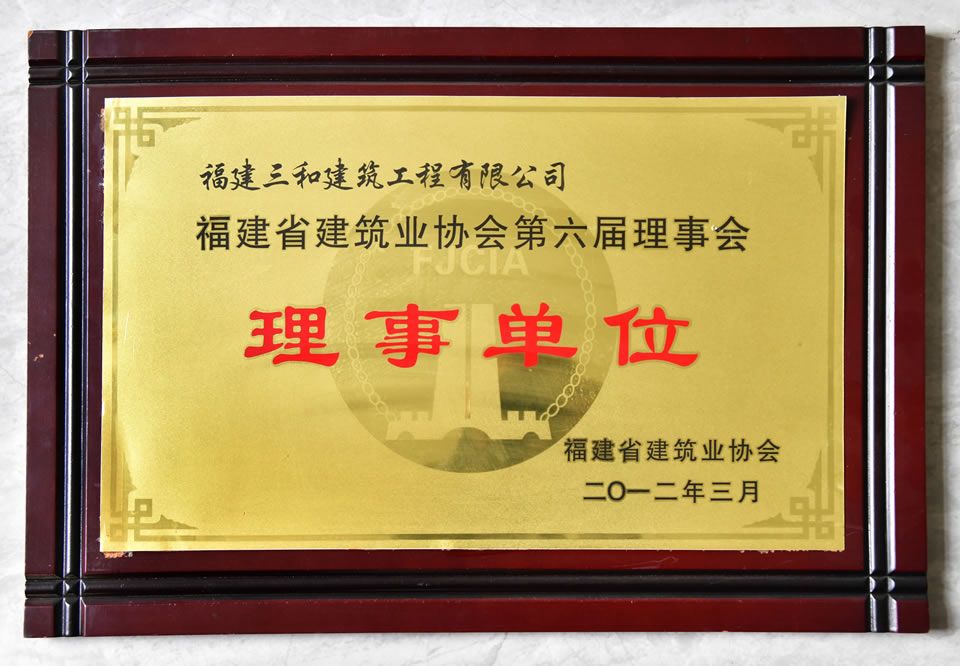 福建三和建筑工程有限公司
福建省建筑业协会第六届理事会
FJCIA
理事单位
福建省建筑业协会
二〇一二年三月